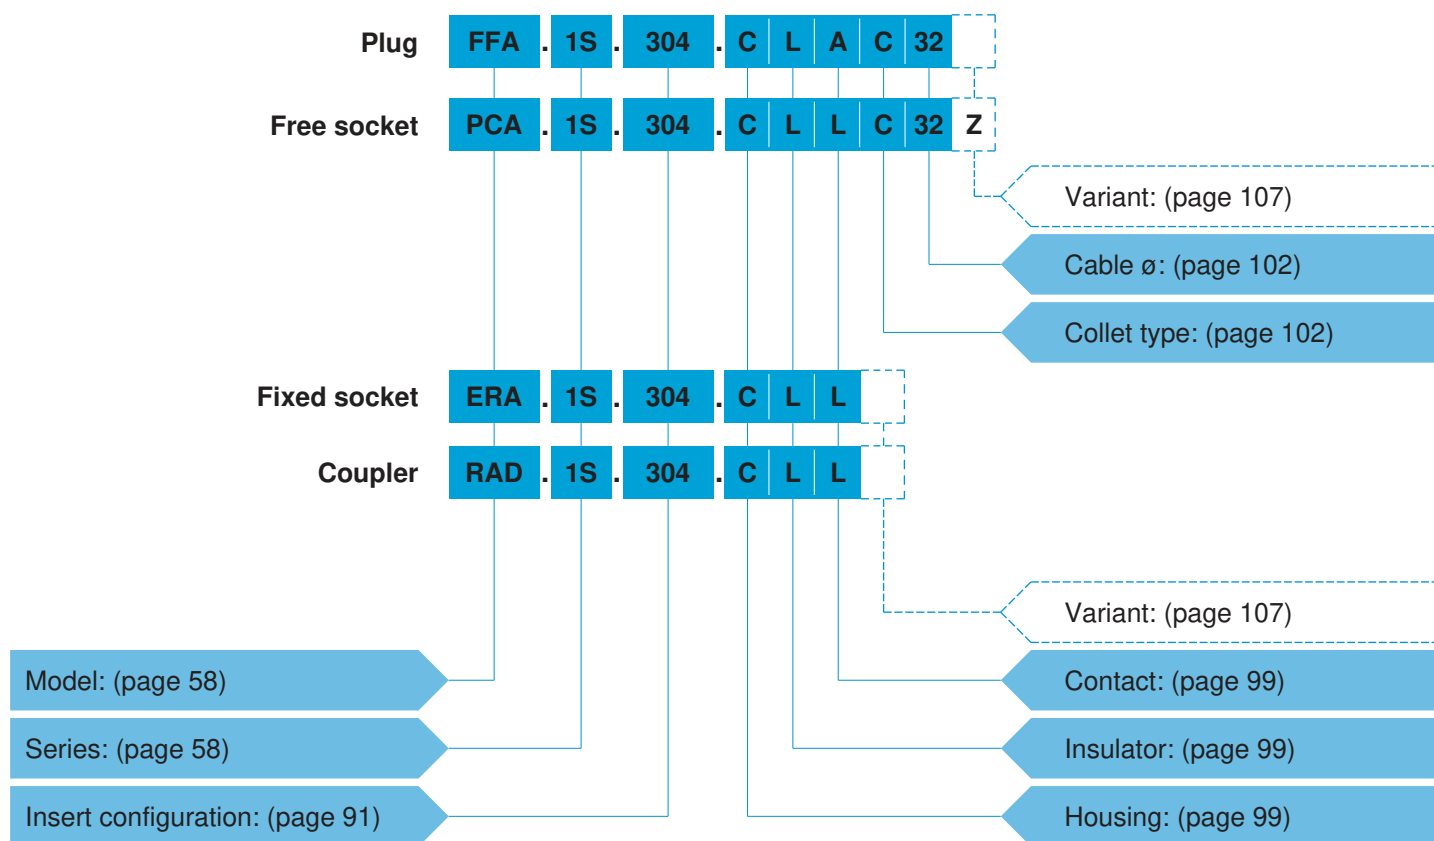 Plug FFA . 1S . 304 . C L A C 32
Free socket PCA . 1S . 304 . C L L C 32 Z
Variant: (page 107)
Cable ø: (page 102)
Collet type: (page 102)
Fixed socket ERA . 1S . 304 . C L L
Coupler RAD . 1S . 304 . C L L
Variant: (page 107)
Model: (page 58) Contact: (page 99)
Series: (page 58) Insulator: (page 99)
Insert configuration: (page 91) Housing: (page 99)